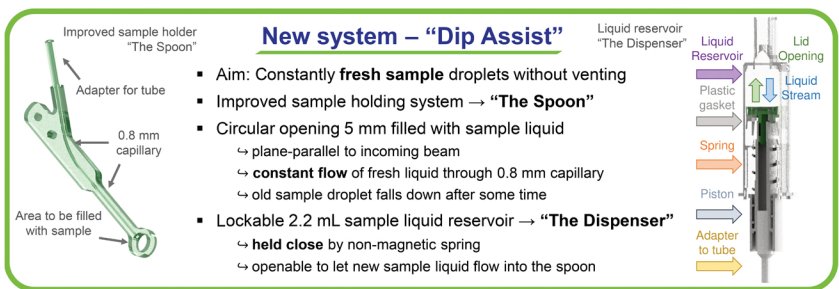 New system – “Dip Assist”
Improved sample holder
“The Spoon”
Adapter for tube
0.8 mm
capillary
Area to be filled
with sample
▪ Aim: Constantly fresh sample droplets without venting
▪ Improved sample holding system → “The Spoon”
▪ Circular opening 5 mm filled with sample liquid
↪ plane-parallel to incoming beam
↪ constant flow of fresh liquid through 0.8 mm capillary
↪ old sample droplet falls down after some time
▪ Lockable 2.2 mL sample liquid reservoir → “The Dispenser”
↪ held close by non-magnetic spring
↪ openable to let new sample liquid flow into the spoon
Liquid reservoir
“The Dispenser”
Liquid
Reservoir
Lid
Opening
Liquid
Stream
Plastic
gasket
Spring
Piston
Adapter
to tube